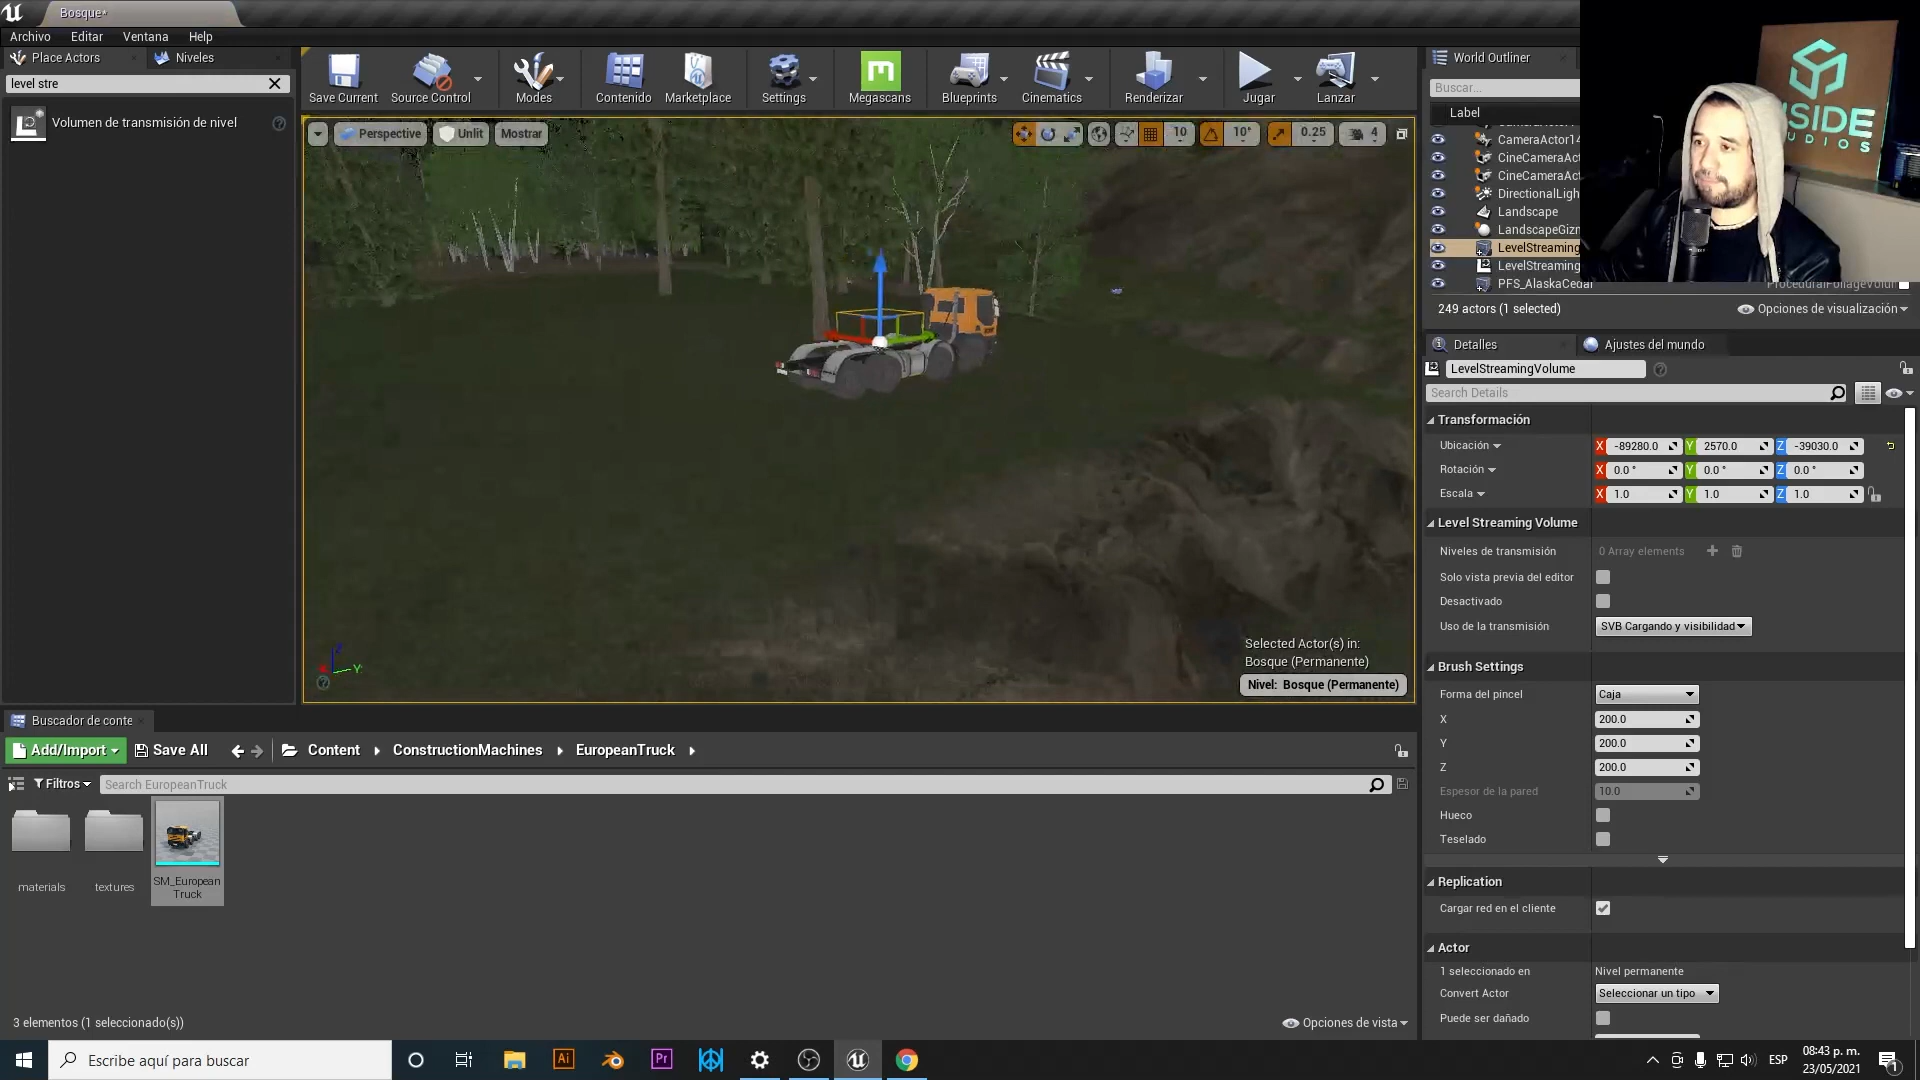 Bosque*
Archivo Editar Ventana Help
Place Actors
Niveles
level stre
Volumen de transmisión de nivel
Save Current
Source Control
Modes
Contenido
Marketplace
Settings
Megascans
Blueprints
Cinematics
Renderizar
Jugar
Lanzar
Perspective
Unlit
Mostrar
10
10°
0.25
4
Selected Actor(s) in:
Bosque (Permanente)
Nivel: Bosque (Permanente)
World Outliner
Buscar...
Label
CameraActor14
CineCameraAct
CineCameraAct
DirectionalLigh
Landscape
LandscapeGizm
LevelStreaming
LevelStreaming
PFS_AlaskaCedar
249 actors (1 selected)
Opciones de visualización
Detalles
Ajustes del mundo
LevelStreamingVolume
Search Details
Transformación
Ubicación X -89280.0 Y 2570.0 Z -39030.0
Rotación X 0.0 ° Y 0.0 ° Z 0.0 °
Escala X 1.0 Y 1.0 Z 1.0
Level Streaming Volume
Niveles de transmisión 0 Array elements
Solo vista previa del editor
Desactivado
Uso de la transmisión SVB Cargando y visibilidad
Brush Settings
Forma del pincel Caja
X 200.0
Y 200.0
Z 200.0
Espesor de la pared 10.0
Hueco
Teselado
Replication
Cargar red en el cliente
Actor
1 seleccionado en Nivel permanente
Convert Actor Seleccionar un tipo
Puede ser dañado
Buscador de conte
Add/Import Save All Content ConstructionMachines EuropeanTruck
Filtros Search EuropeanTruck
materials
textures
SM_European
Truck
3 elementos (1 seleccionado(s))
Opciones de vista
Escribe aquí para buscar
Ai
Pr
ESP
08:43 p. m.
23/05/2021
1